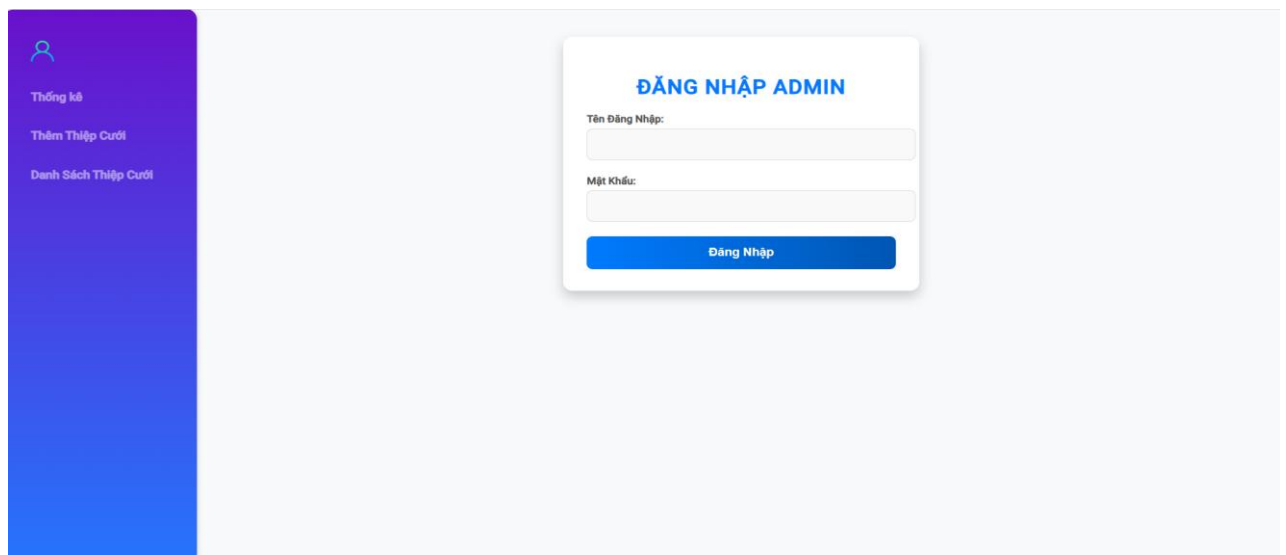 Thống kê
Thêm Thiệp Cưới
Danh Sách Thiệp Cưới
ĐĂNG NHẬP ADMIN
Tên Đăng Nhập:
Mật Khẩu:
Đăng Nhập